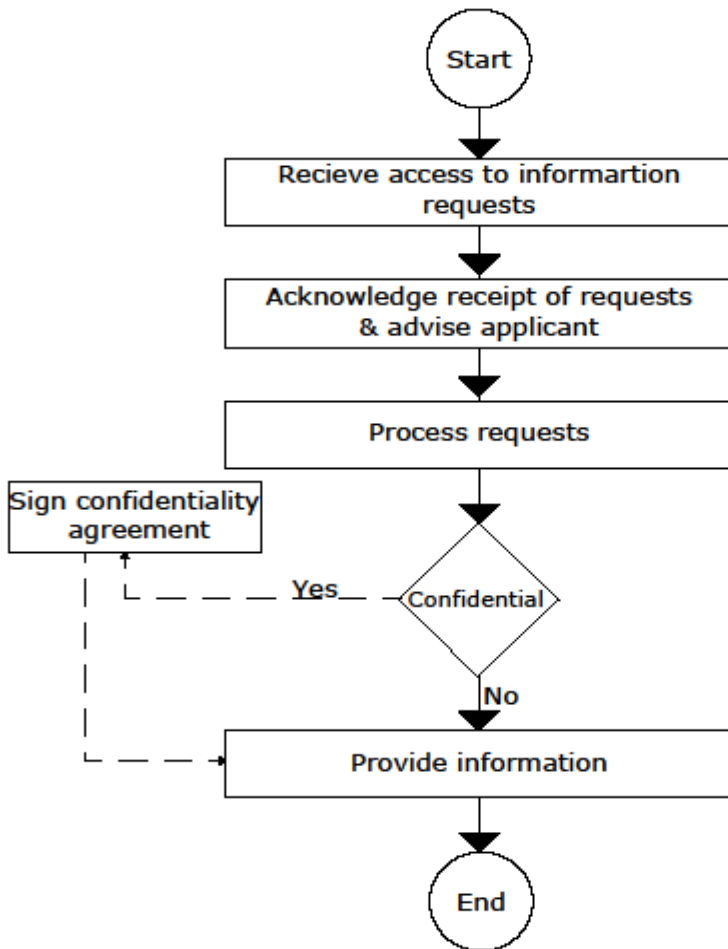 Start
Recieve access to informartion
requests
Acknowledge receipt of requests
& advise applicant
Process requests
Sign confidentiality
agreement
Yes
Confidential
No
Provide information
End